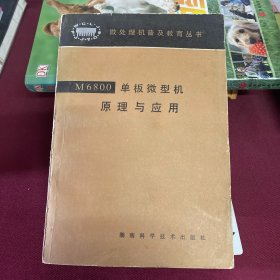 微处理机普及教育丛书
M6800 单板微型机
原理与应用
湖南科学技术出版社
DK